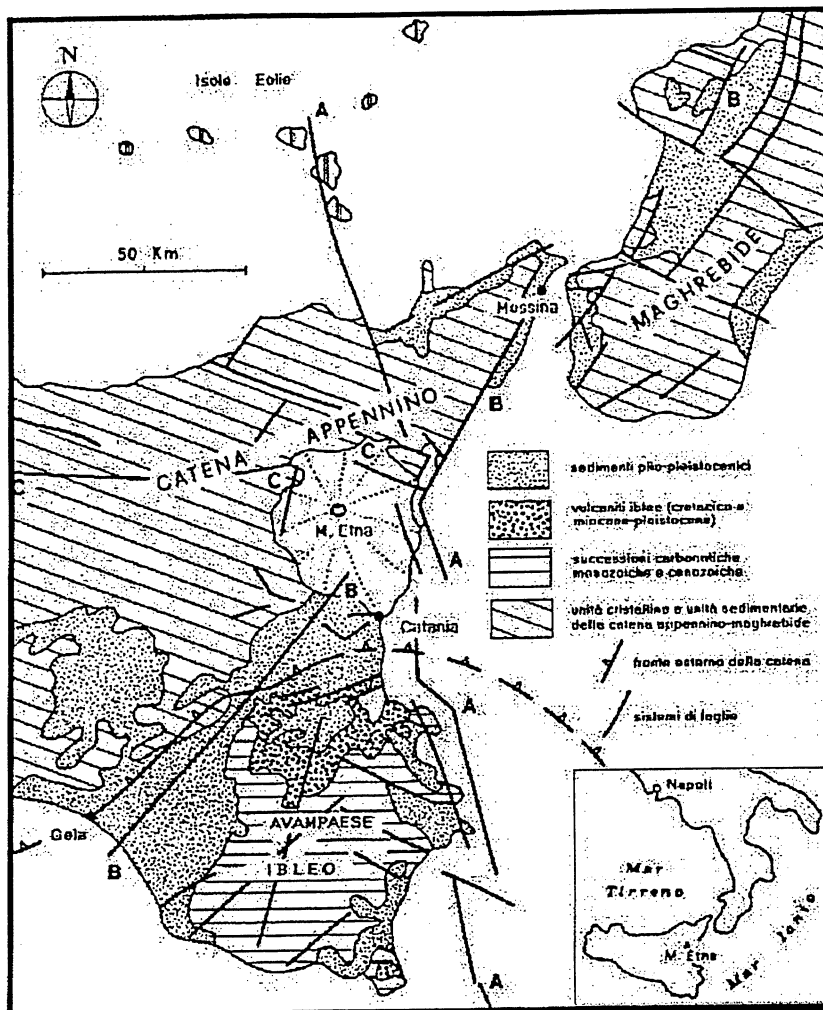 N
Isole Eolie
A
B
50 Km
MAGHREBIDE
Messina
B
CATENA APPENNINO
C
C
C
M. Etna
A
B
Catania
sedimenti plio-pleistocenici
vulcaniti iblee (cretacico e
miocene-pleistocene)
successioni carbonatiche
mesozoiche e cenozoiche
unità cristalline e unità sedimentarie
della catena appennino-maghrebide
fronte esterno della catena
sistemi di faglie
A
Gela
B
AVAMPAESE
IBLEO
A
Napoli
Mar
Tirreno
M. Etna
Mar Ionio